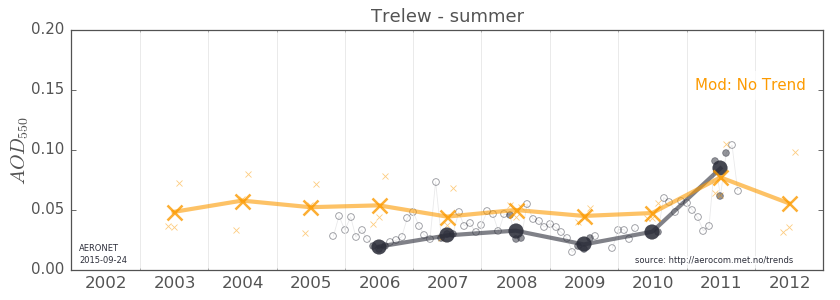 Trelew - summer
0.20
0.15
0.10
0.05
0.00
AOD550
Mod: No Trend
AERONET
2015-09-24
source: http://aerocom.met.no/trends
2002 2003 2004 2005 2006 2007 2008 2009 2010 2011 2012